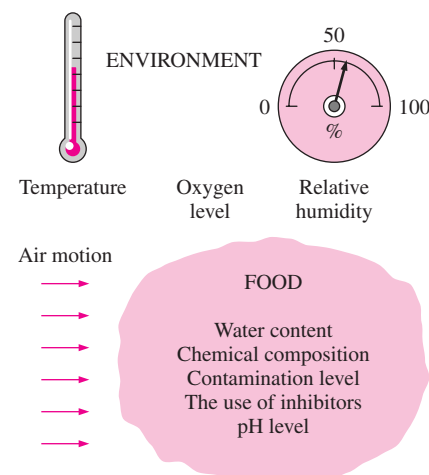 50
ENVIRONMENT
0
100
%
Temperature
Oxygen
level
Relative
humidity
Air motion
FOOD
Water content
Chemical composition
Contamination level
The use of inhibitors
pH level